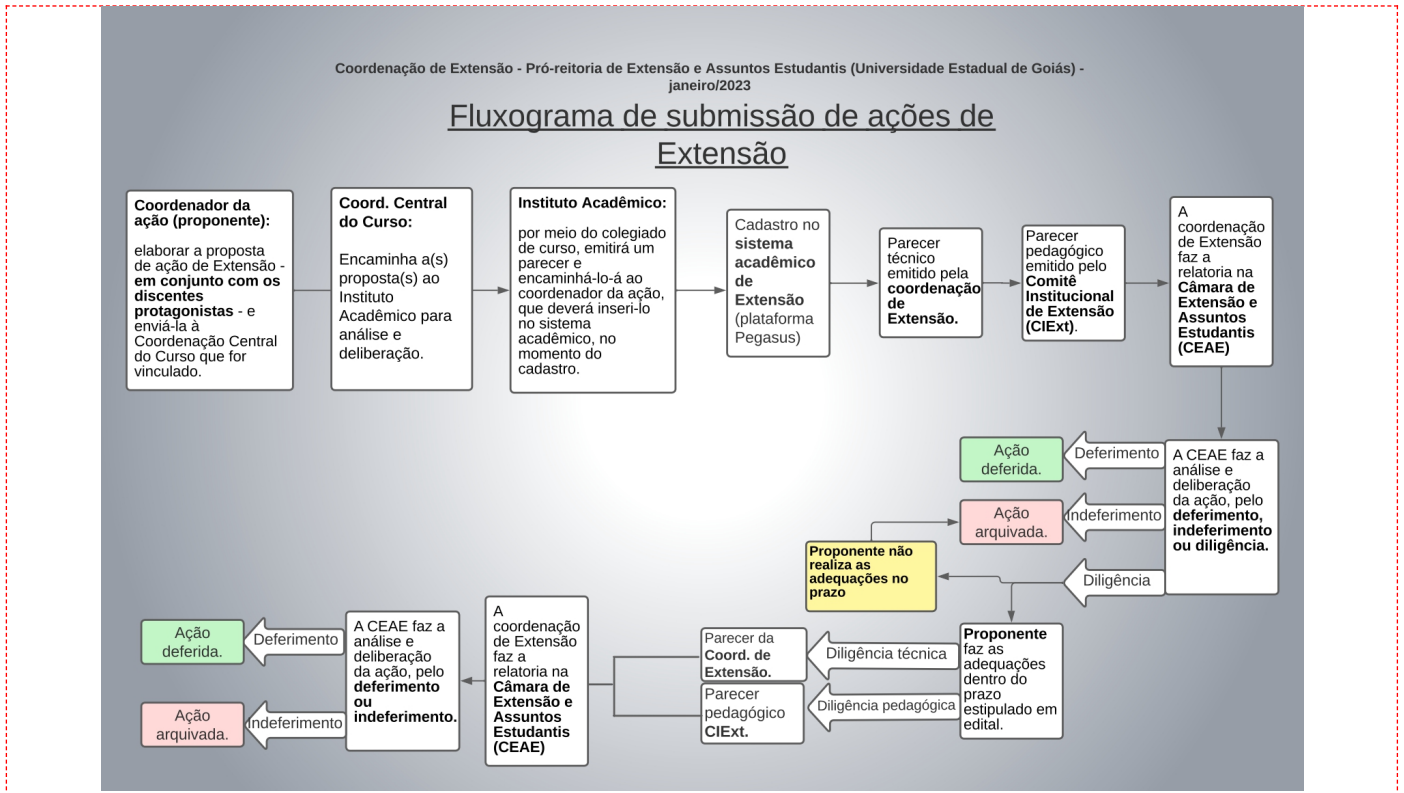 Coordenação de Extensão - Pró-reitoria de Extensão e Assuntos Estudantis (Universidade Estadual de Goiás) -
janeiro/2023
Fluxograma de submissão de ações de
Extensão
Coordenador da
ação (proponente):
elaborar a proposta
de ação de Extensão -
em conjunto com os
discentes
protagonistas - e
enviá-la à
Coordenação Central
do Curso que for
vinculado.
Coord. Central
do Curso:
Encaminha a(s)
proposta(s) ao
Instituto
Acadêmico para
análise e
deliberação.
Instituto Acadêmico:
por meio do colegiado
de curso, emitirá um
parecer e
encaminhá-lo-á ao
coordenador da ação,
que deverá inseri-lo
no sistema
acadêmico, no
momento do
cadastro.
Cadastro no
sistema
acadêmico
de
Extensão
(plataforma
Pegasus)
Parecer
técnico
emitido pela
coordenação
de
Extensão.
Parecer
pedagógico
emitido pelo
Comitê
Institucional
de Extensão
(CIExt).
A
coordenação
de Extensão
faz a
relatoria na
Câmara de
Extensão e
Assuntos
Estudantis
(CEAE)
A CEAE faz a
análise e
deliberação
da ação, pelo
deferimento,
indeferimento
ou diligência.
Deferimento
Ação
deferida.
Indeferimento
Ação
arquivada.
Diligência
Proponente não
realiza as
adequações no
prazo
Proponente
faz as
adequações
dentro do
prazo
estipulado em
edital.
Diligência técnica
Parecer da
Coord. de
Extensão.
Diligência pedagógica
Parecer
pedagógico
CIExt.
A
coordenação
de Extensão
faz a
relatoria na
Câmara de
Extensão e
Assuntos
Estudantis
(CEAE)
A CEAE faz a
análise e
deliberação
da ação, pelo
deferimento
ou
indeferimento.
Deferimento
Ação
deferida.
Indeferimento
Ação
arquivada.